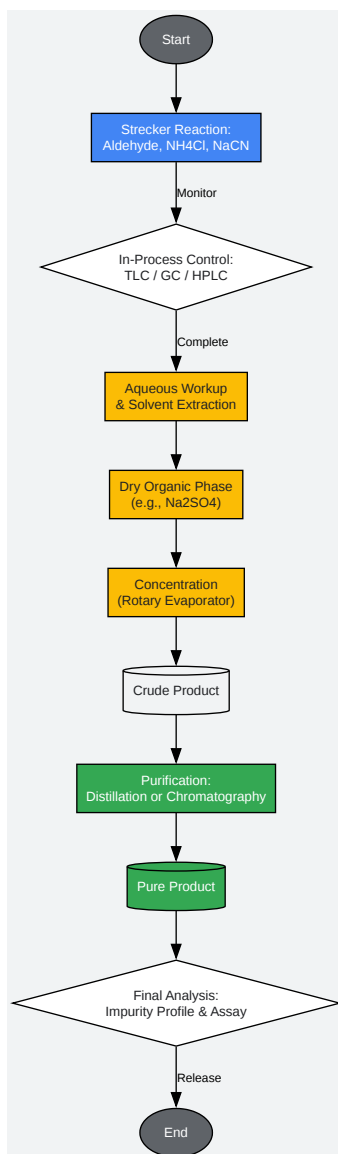 Start
Strecker Reaction:
Aldehyde, NH4Cl, NaCN
Monitor
In-Process Control:
TLC / GC / HPLC
Complete
Aqueous Workup
& Solvent Extraction
Dry Organic Phase
(e.g., Na2SO4)
Concentration
(Rotary Evaporator)
Crude Product
Purification:
Distillation or Chromatography
Pure Product
Final Analysis:
Impurity Profile & Assay
Release
End